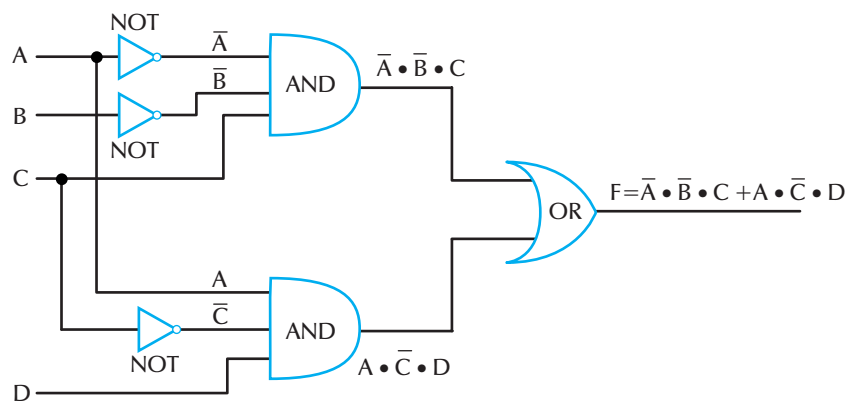 NOT
A
A̅
B̅
AND
A̅ • B̅ • C
B
NOT
C
OR
F=A̅ • B̅ • C +A • C̅ • D
A
C̅
AND
NOT
A • C̅ • D
D